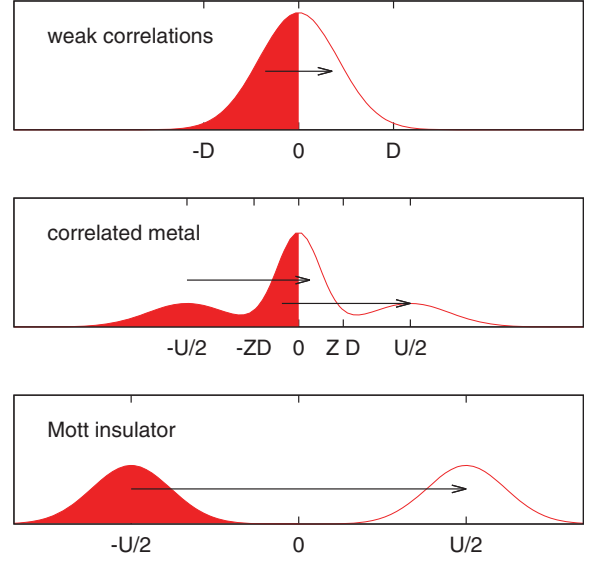 weak correlations
-D 0 D
correlated metal
-U/2 -ZD 0 Z D U/2
Mott insulator
-U/2 0 U/2